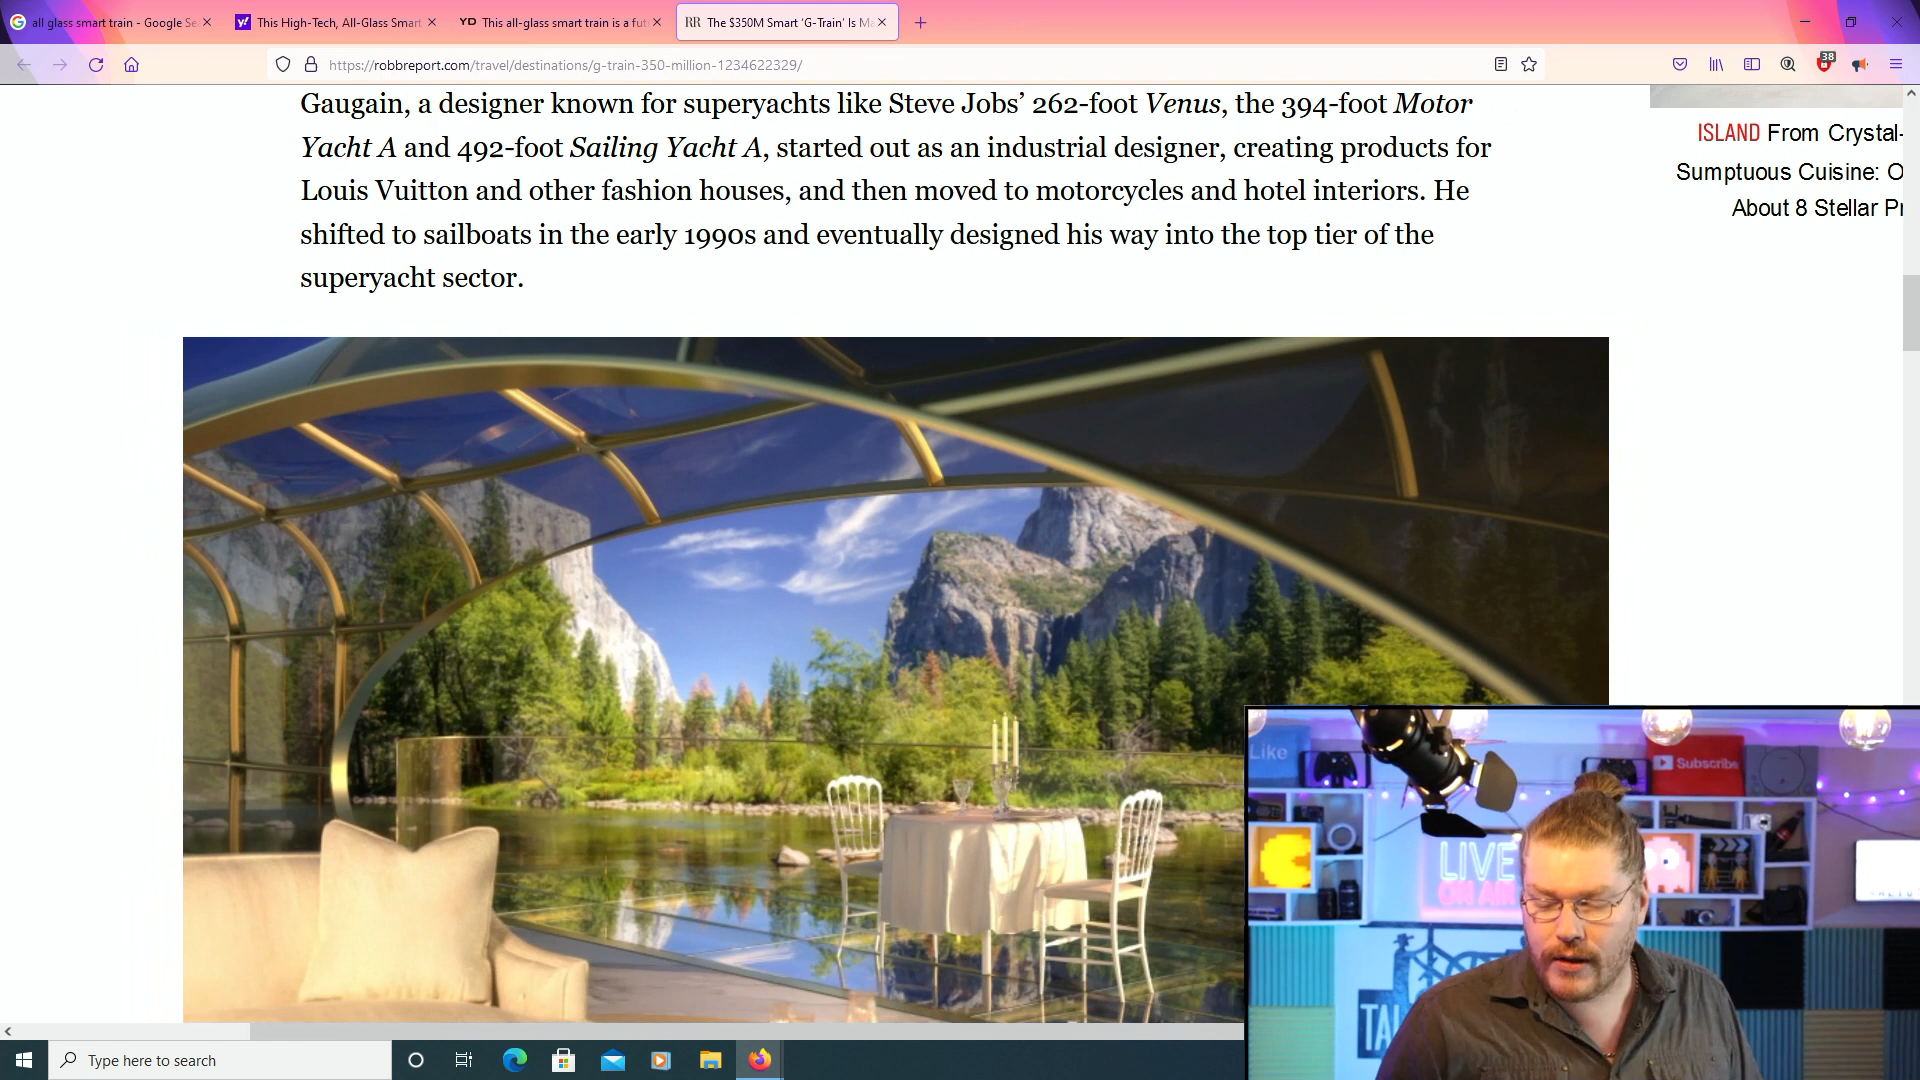 all glass smart train - Google Se
This High-Tech, All-Glass Smart
YD This all-glass smart train is a fut
RR The $350M Smart 'G-Train' Is Ma
https://robbreport.com/travel/destinations/g-train-350-million-1234622329/
38
Gaugain, a designer known for superyachts like Steve Jobs' 262-foot Venus, the 394-foot Motor
Yacht A and 492-foot Sailing Yacht A, started out as an industrial designer, creating products for
Louis Vuitton and other fashion houses, and then moved to motorcycles and hotel interiors. He
shifted to sailboats in the early 1990s and eventually designed his way into the top tier of the
superyacht sector.
ISLAND From Crystal-
Sumptuous Cuisine: O
About 8 Stellar Pr
Like
Subscribe
LIVE
ON AIR
Type here to search